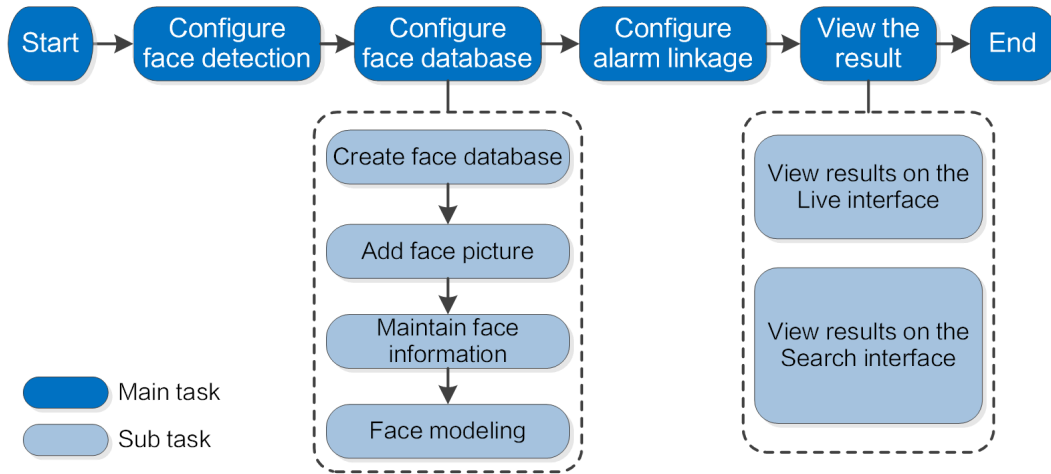 Start
Configure
face detection
Configure
face database
Configure
alarm linkage
View the
result
End
Create face database
Add face picture
Maintain face
information
Face modeling
View results on the
Live interface
View results on the
Search interface
Main task
Sub task